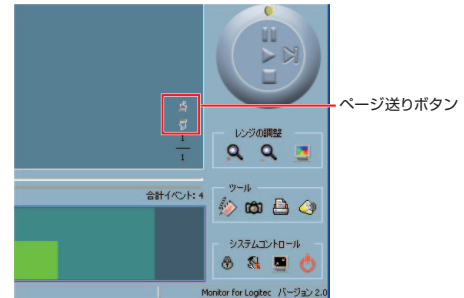 ページ送りボタン
1
1
レンジの調整
合計イベント: 4
ツール
システムコントロール
Monitor for Logitec バージョン 2.0